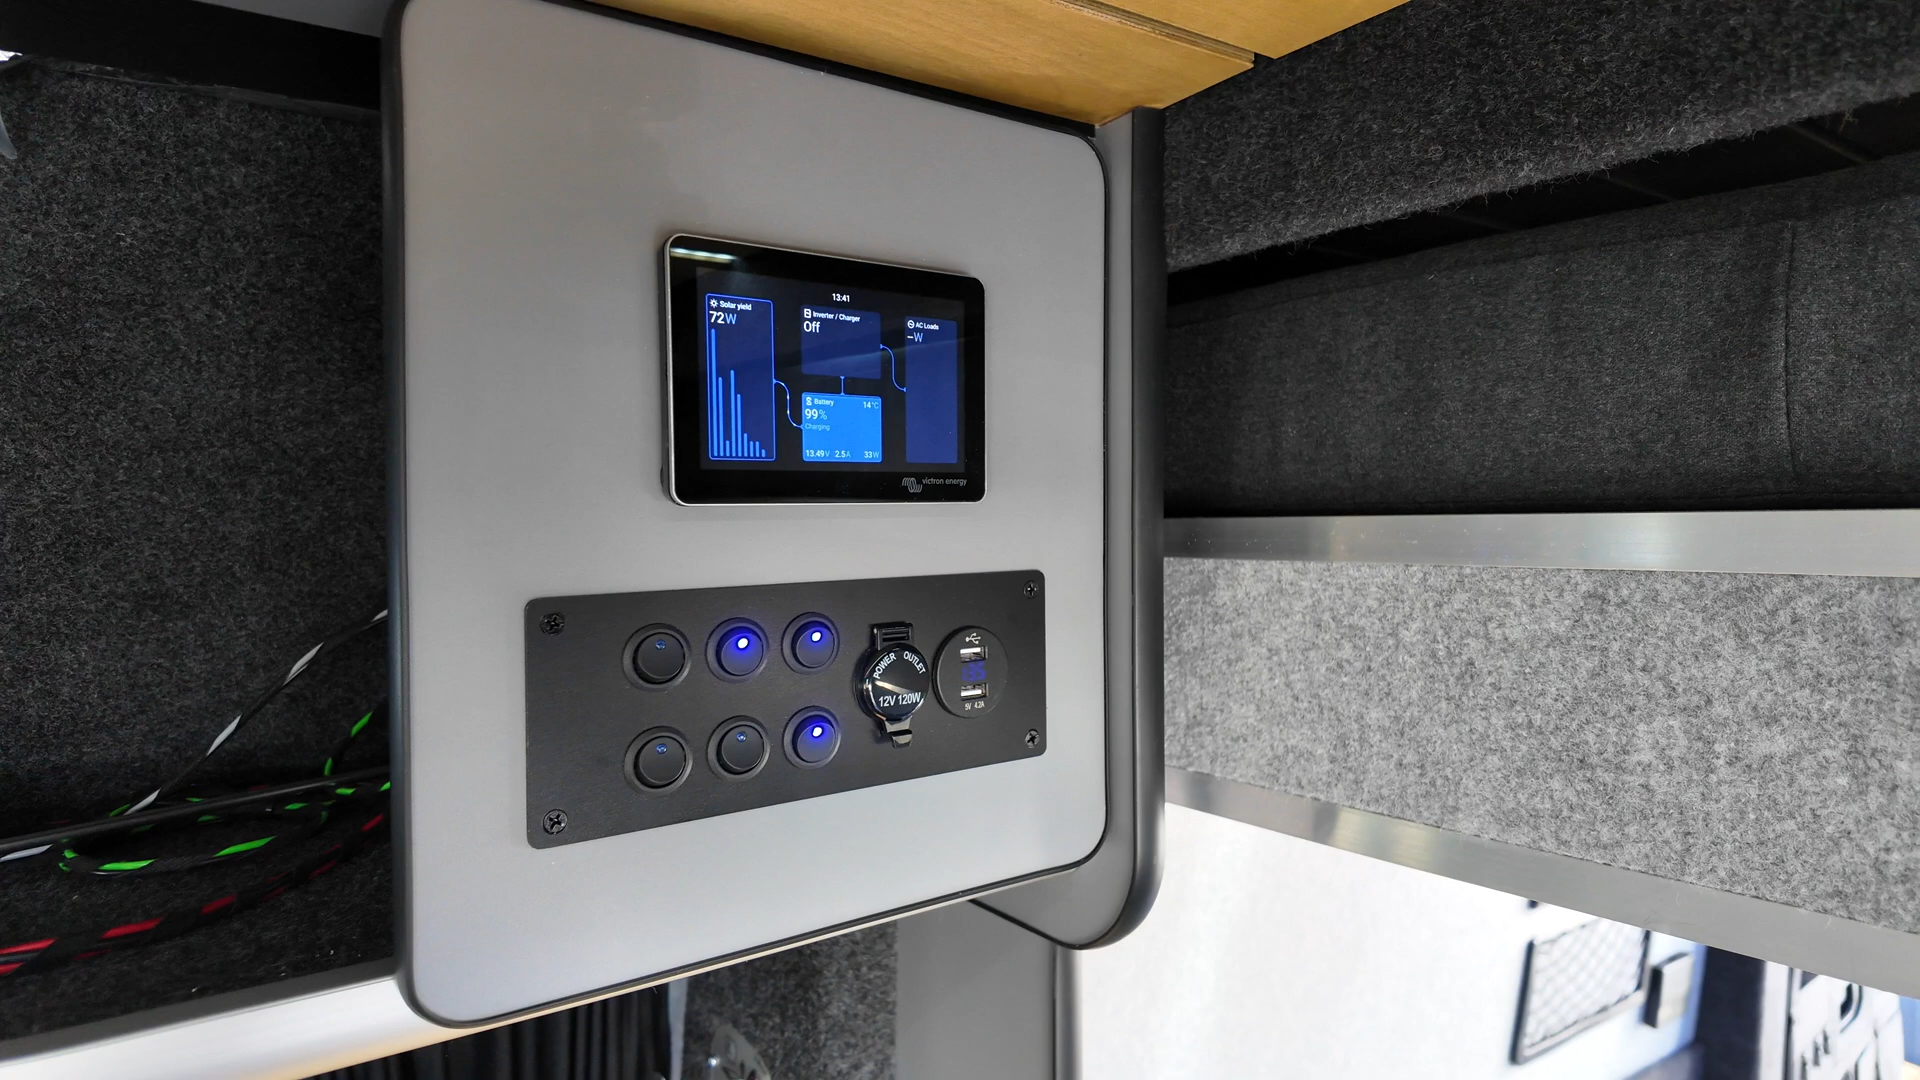 13:41
Solar yield
72W
Inverter / Charger
Off
AC Loads
--W
Battery 14°C
99%
Charging
13.49V 2.5A 33W
victron energy
POWER OUTLET
12V 120W
5V 4.2A